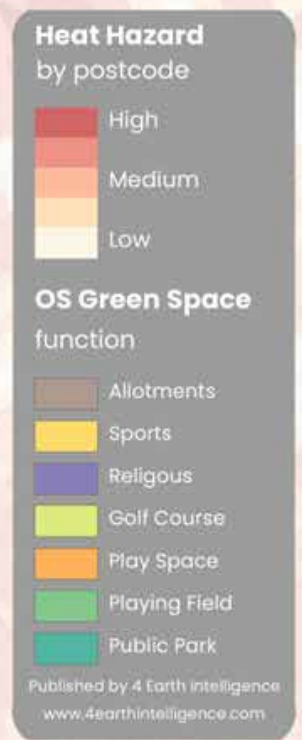 Heat Hazard
by postcode
High
Medium
Low
OS Green Space
function
Allotments
Sports
Religous
Golf Course
Play Space
Playing Field
Public Park
Published by 4 Earth Intelligence
www.4earthintelligence.com